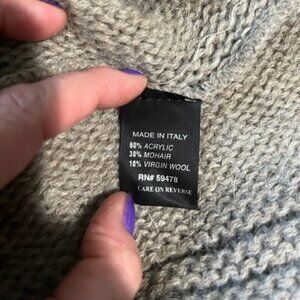 MADE IN ITALY
60% ACRYLIC
30% MOHAIR
10% VIRGIN WOOL
RN# 59478
CARE ON REVERSE